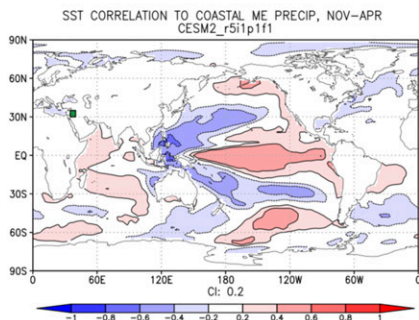 SST CORRELATION TO COASTAL ME PRECIP, NOV-APR
CESM2_r5i1p1f1
90N
60N
30N
EQ
30S
60S
90S
0 60E 120E 180 120W 60W 0
CI: 0.2
-1 -0.8 -0.6 -0.4 -0.2 0.2 0.4 0.6 0.8 1